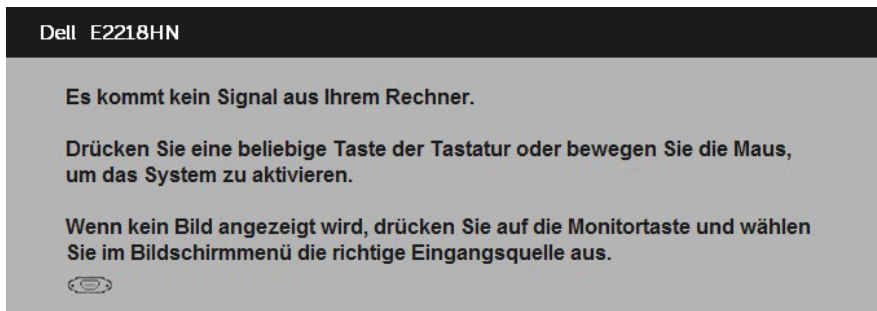 Dell E2218HN
Es kommt kein Signal aus Ihrem Rechner.
Drücken Sie eine beliebige Taste der Tastatur oder bewegen Sie die Maus,
um das System zu aktivieren.
Wenn kein Bild angezeigt wird, drücken Sie auf die Monitortaste und wählen
Sie im Bildschirmmenü die richtige Eingangsquelle aus.